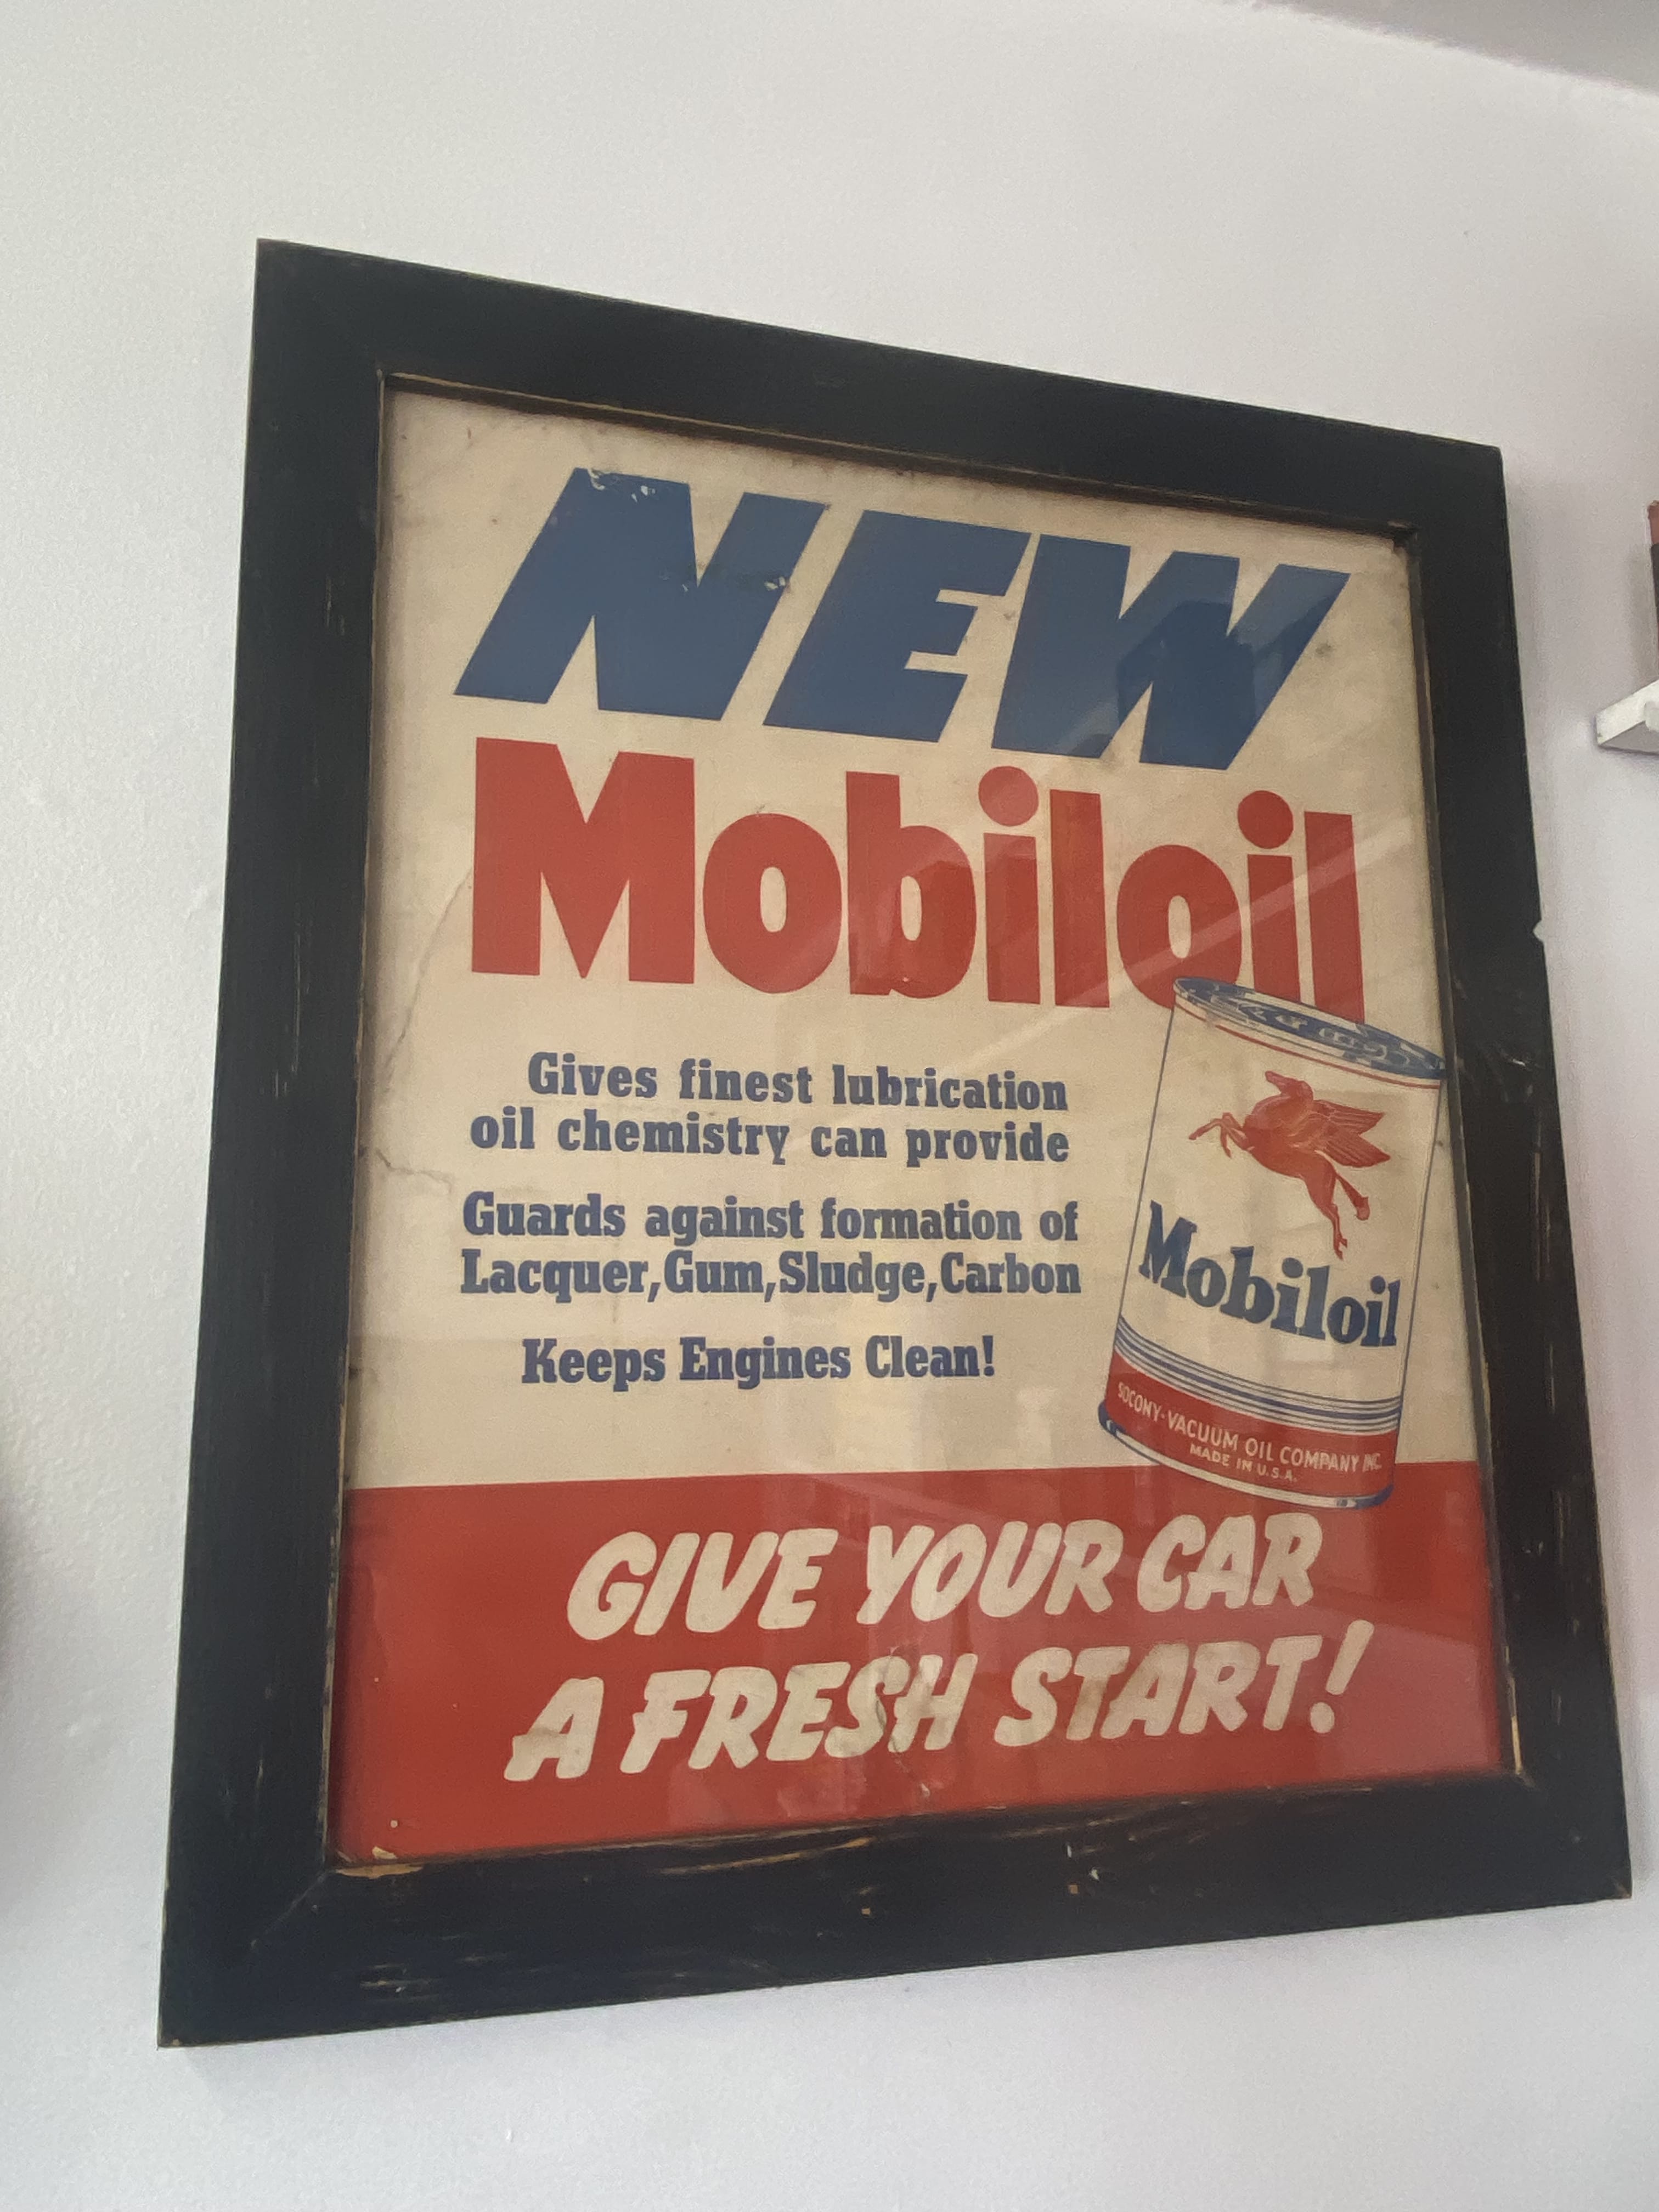 NEW
Mobiloil
Gives finest lubrication
oil chemistry can provide
Guards against formation of
Lacquer,Gum,Sludge,Carbon
Keeps Engines Clean!
Mobiloil
SOCONY-VACUUM OIL COMPANY INC.
MADE IN U.S.A.
GIVE YOUR CAR
A FRESH START!